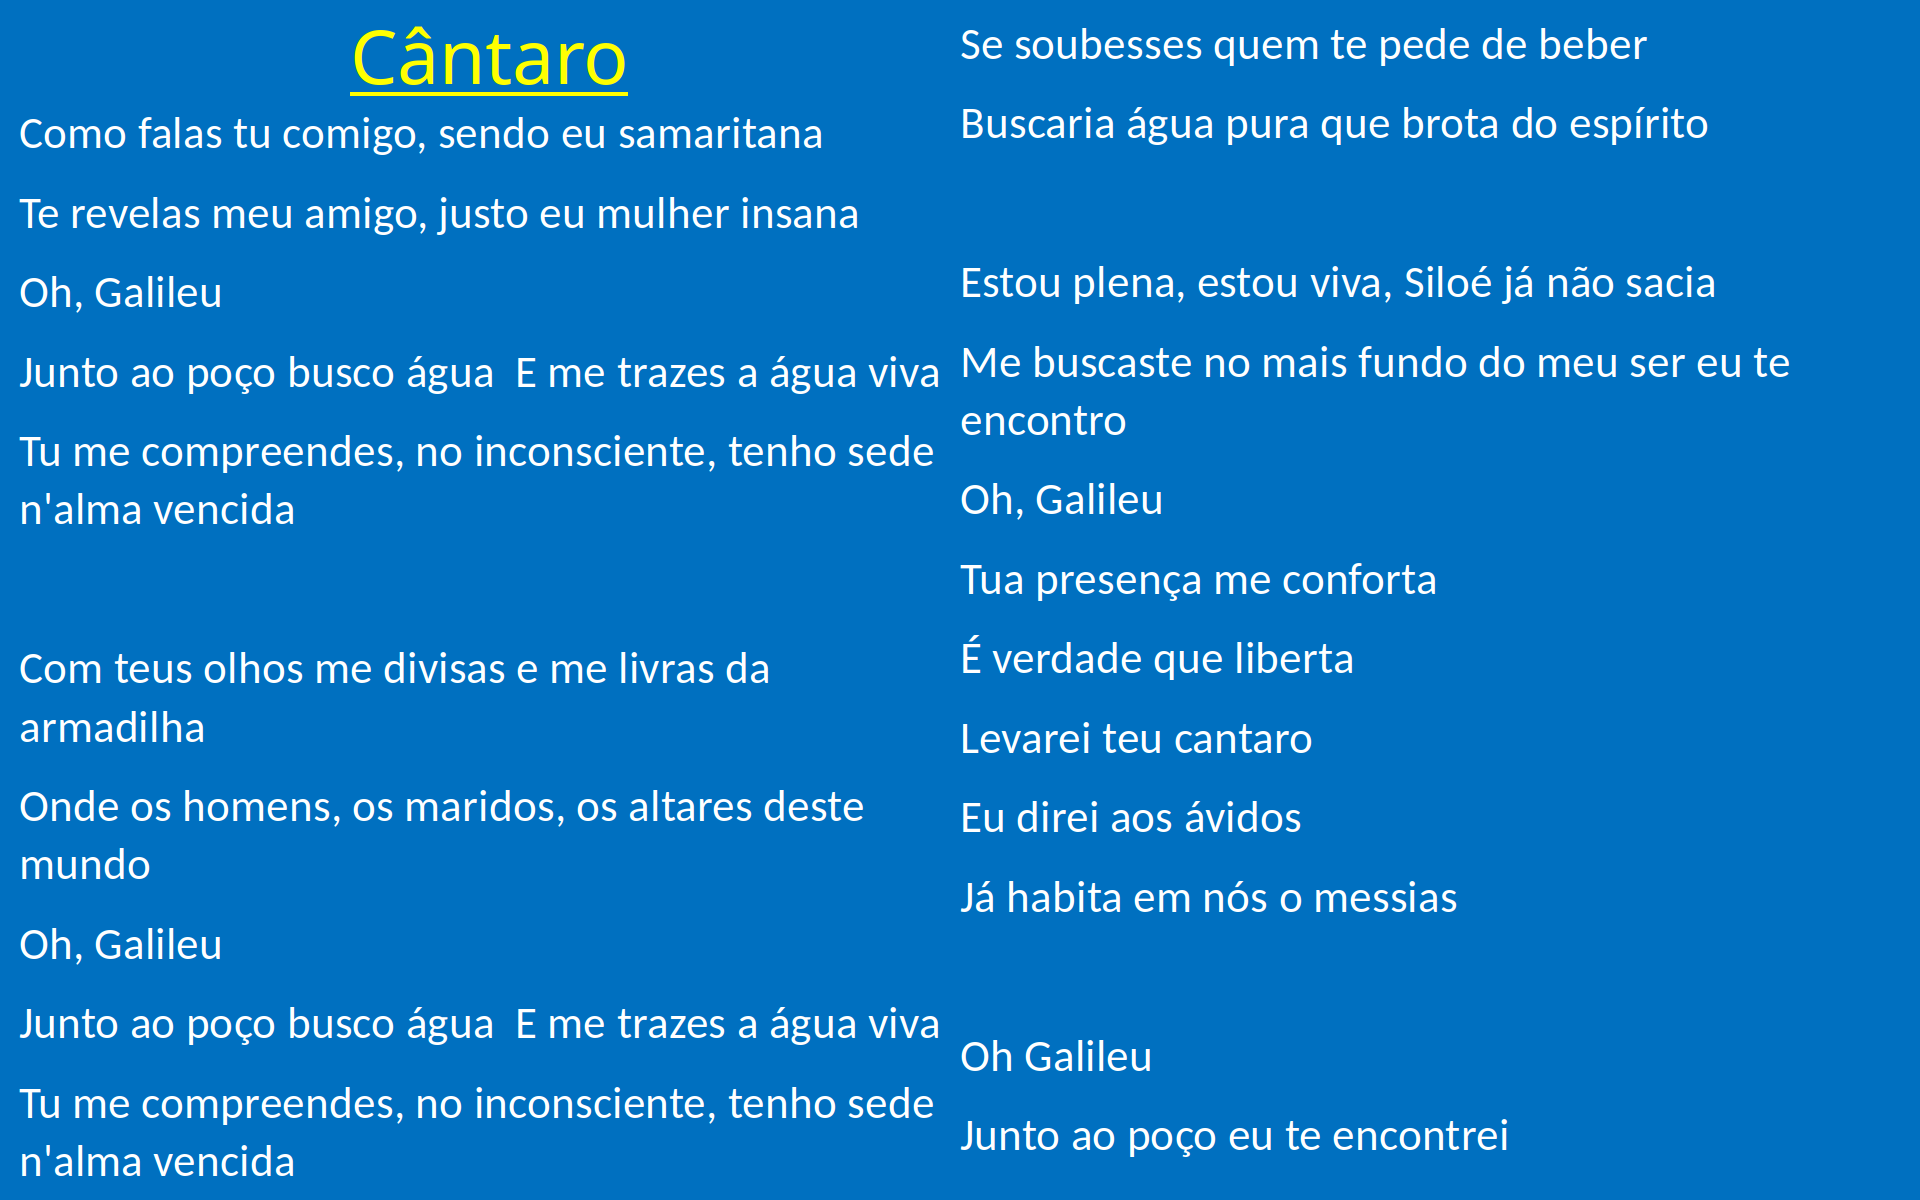 Cântaro
Como falas tu comigo, sendo eu samaritana
Te revelas meu amigo, justo eu mulher insana
Oh, Galileu
Junto ao poço busco água  E me trazes a água viva
Tu me compreendes, no inconsciente, tenho sede
n'alma vencida
Com teus olhos me divisas e me livras da
armadilha
Onde os homens, os maridos, os altares deste
mundo
Oh, Galileu
Junto ao poço busco água  E me trazes a água viva
Tu me compreendes, no inconsciente, tenho sede
n'alma vencida
Se soubesses quem te pede de beber
Buscaria água pura que brota do espírito
Estou plena, estou viva, Siloé já não sacia
Me buscaste no mais fundo do meu ser eu te
encontro
Oh, Galileu
Tua presença me conforta
É verdade que liberta
Levarei teu cantaro
Eu direi aos ávidos
Já habita em nós o messias
Oh Galileu
Junto ao poço eu te encontrei